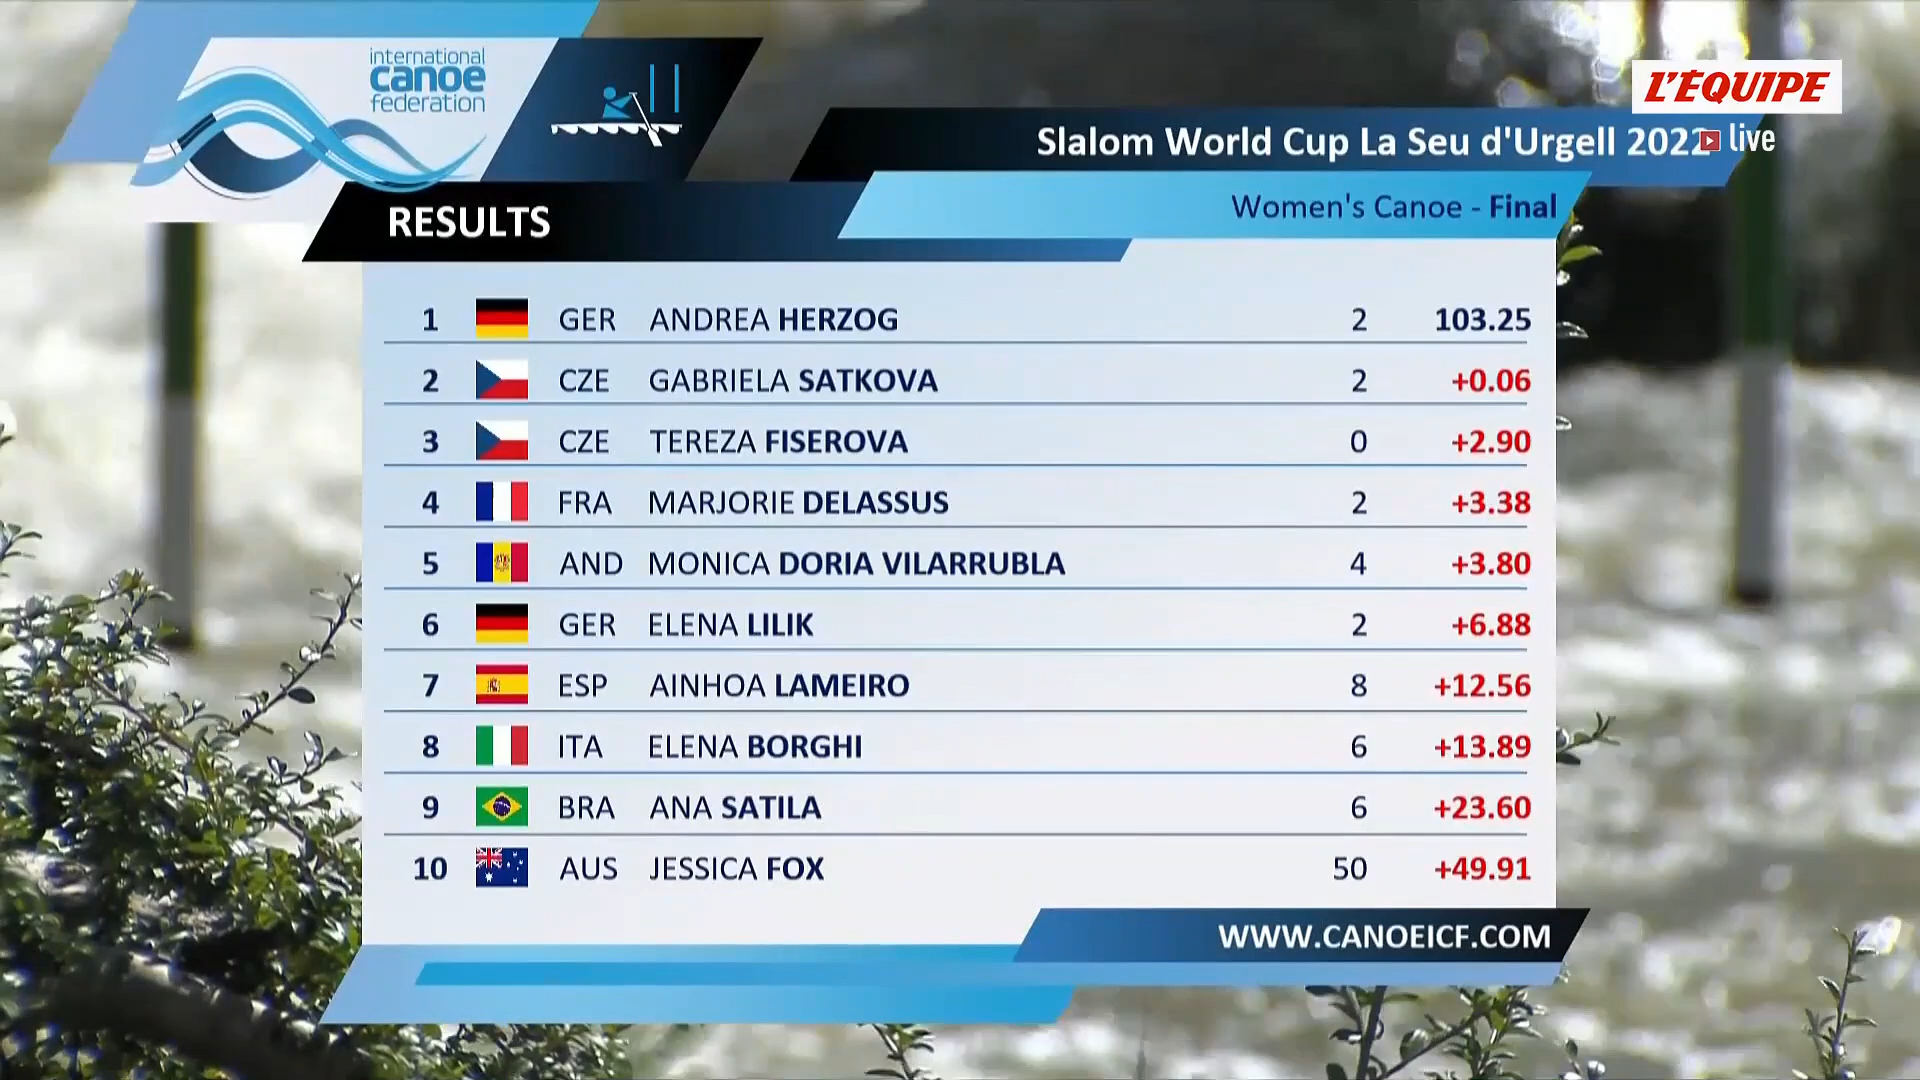 international
canoe
federation
L'ÉQUIPE
live
Slalom World Cup La Seu d'Urgell 2022
Women's Canoe - Final
RESULTS
1 GER ANDREA HERZOG 2 103.25
2 CZE GABRIELA SATKOVA 2 +0.06
3 CZE TEREZA FISEROVA 0 +2.90
4 FRA MARJORIE DELASSUS 2 +3.38
5 AND MONICA DORIA VILARRUBLA 4 +3.80
6 GER ELENA LILIK 2 +6.88
7 ESP AINHOA LAMEIRO 8 +12.56
8 ITA ELENA BORGHI 6 +13.89
9 BRA ANA SATILA 6 +23.60
10 AUS JESSICA FOX 50 +49.91
WWW.CANOEICF.COM